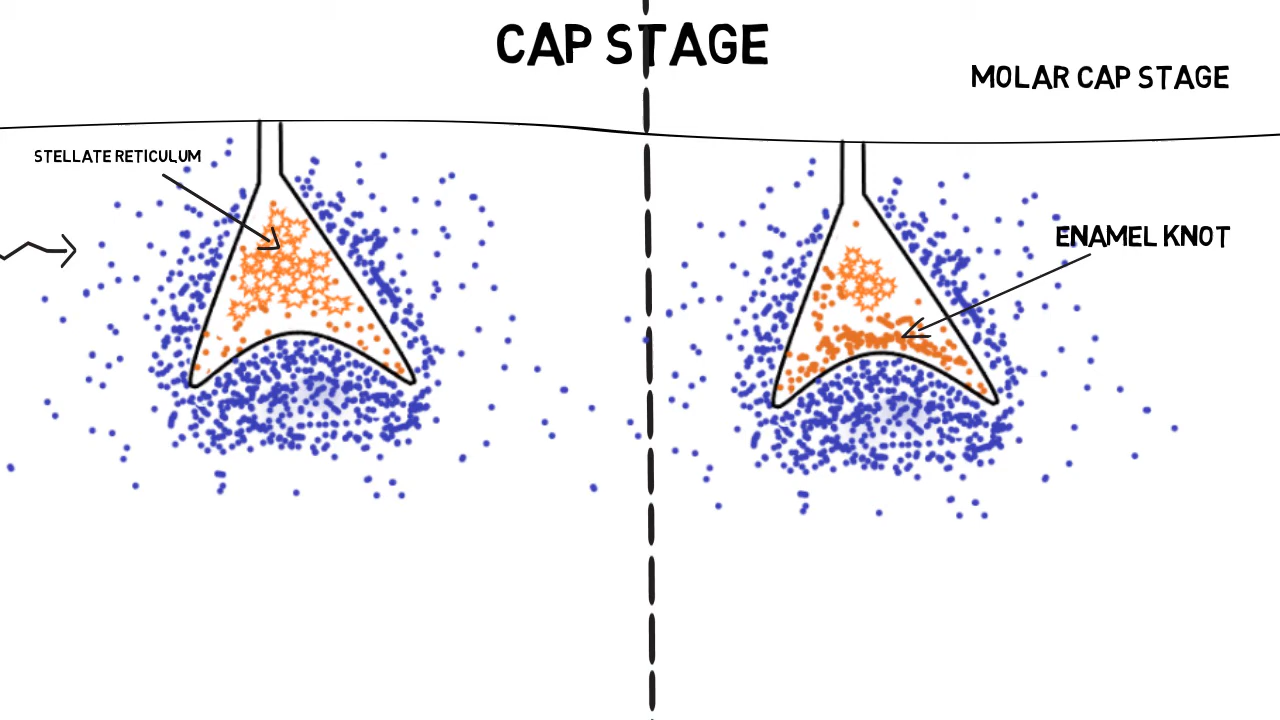 CAP STAGE
MOLAR CAP STAGE
STELLATE RETICULUM
ENAMEL KNOT